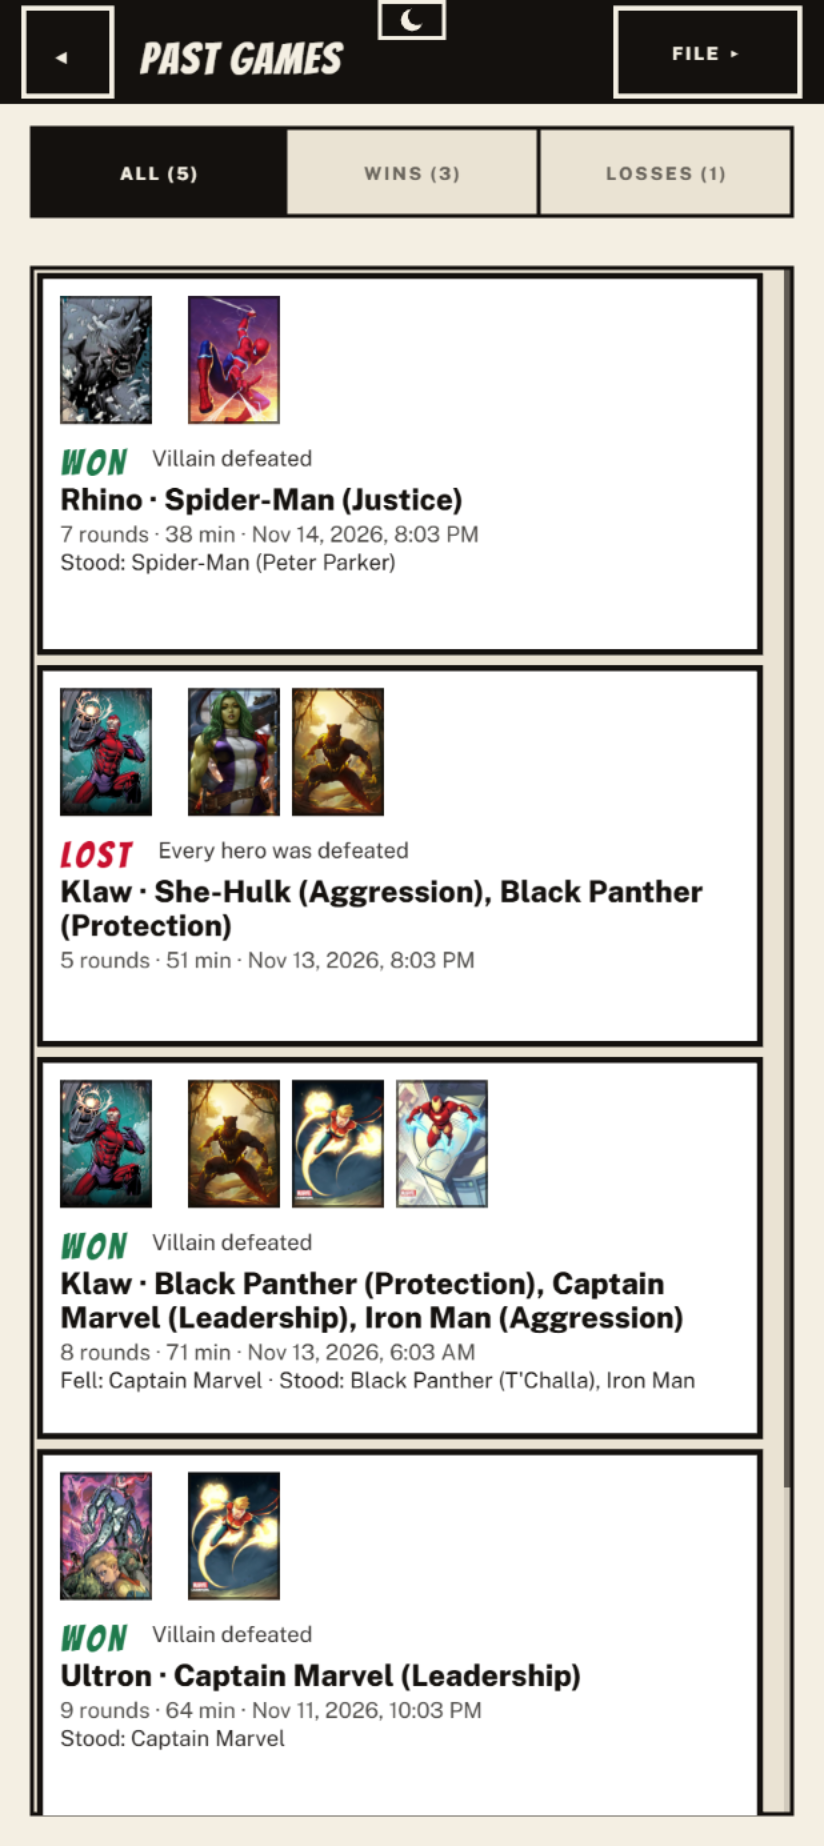 PAST GAMES
FILE ▸
ALL (5)
WINS (3)
LOSSES (1)
WON Villain defeated
Rhino · Spider-Man (Justice)
7 rounds · 38 min · Nov 14, 2026, 8:03 PM
Stood: Spider-Man (Peter Parker)
LOST Every hero was defeated
Klaw · She-Hulk (Aggression), Black Panther
(Protection)
5 rounds · 51 min · Nov 13, 2026, 8:03 PM
WON Villain defeated
Klaw · Black Panther (Protection), Captain
Marvel (Leadership), Iron Man (Aggression)
8 rounds · 71 min · Nov 13, 2026, 6:03 AM
Fell: Captain Marvel · Stood: Black Panther (T'Challa), Iron Man
WON Villain defeated
Ultron · Captain Marvel (Leadership)
9 rounds · 64 min · Nov 11, 2026, 10:03 PM
Stood: Captain Marvel